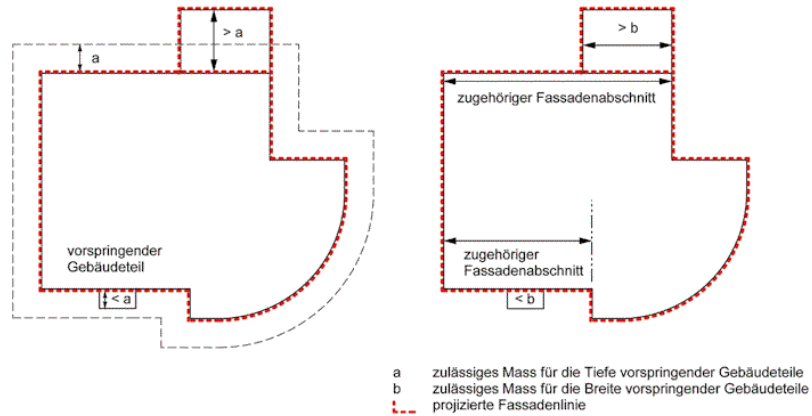 > a
a
vorspringender
Gebäudeteil
< a
> b
zugehöriger Fassadenabschnitt
zugehöriger
Fassadenabschnitt
< b
a zulässiges Mass für die Tiefe vorspringender Gebäudeteile
b zulässiges Mass für die Breite vorspringender Gebäudeteile
projizierte Fassadenlinie